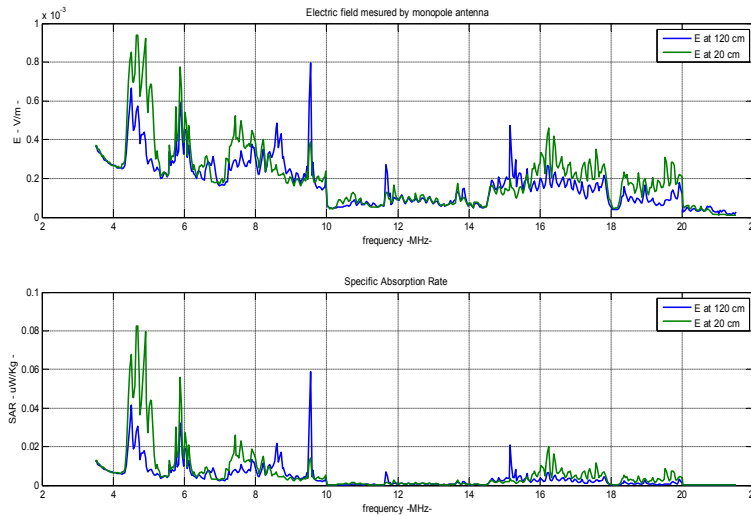 Electric field mesured by monopole antenna
x 10
-3
1
0.8
0.6
0.4
0.2
0
E - V/m -
E at 120 cm
E at 20 cm
2 4 6 8 10 12 14 16 18 20 22
frequency -MHz-
Specific Absorption Rate
0.1
0.08
0.06
0.04
0.02
0
SAR - uW/Kg -
E at 120 cm
E at 20 cm
2 4 6 8 10 12 14 16 18 20 22
frequency -MHz-